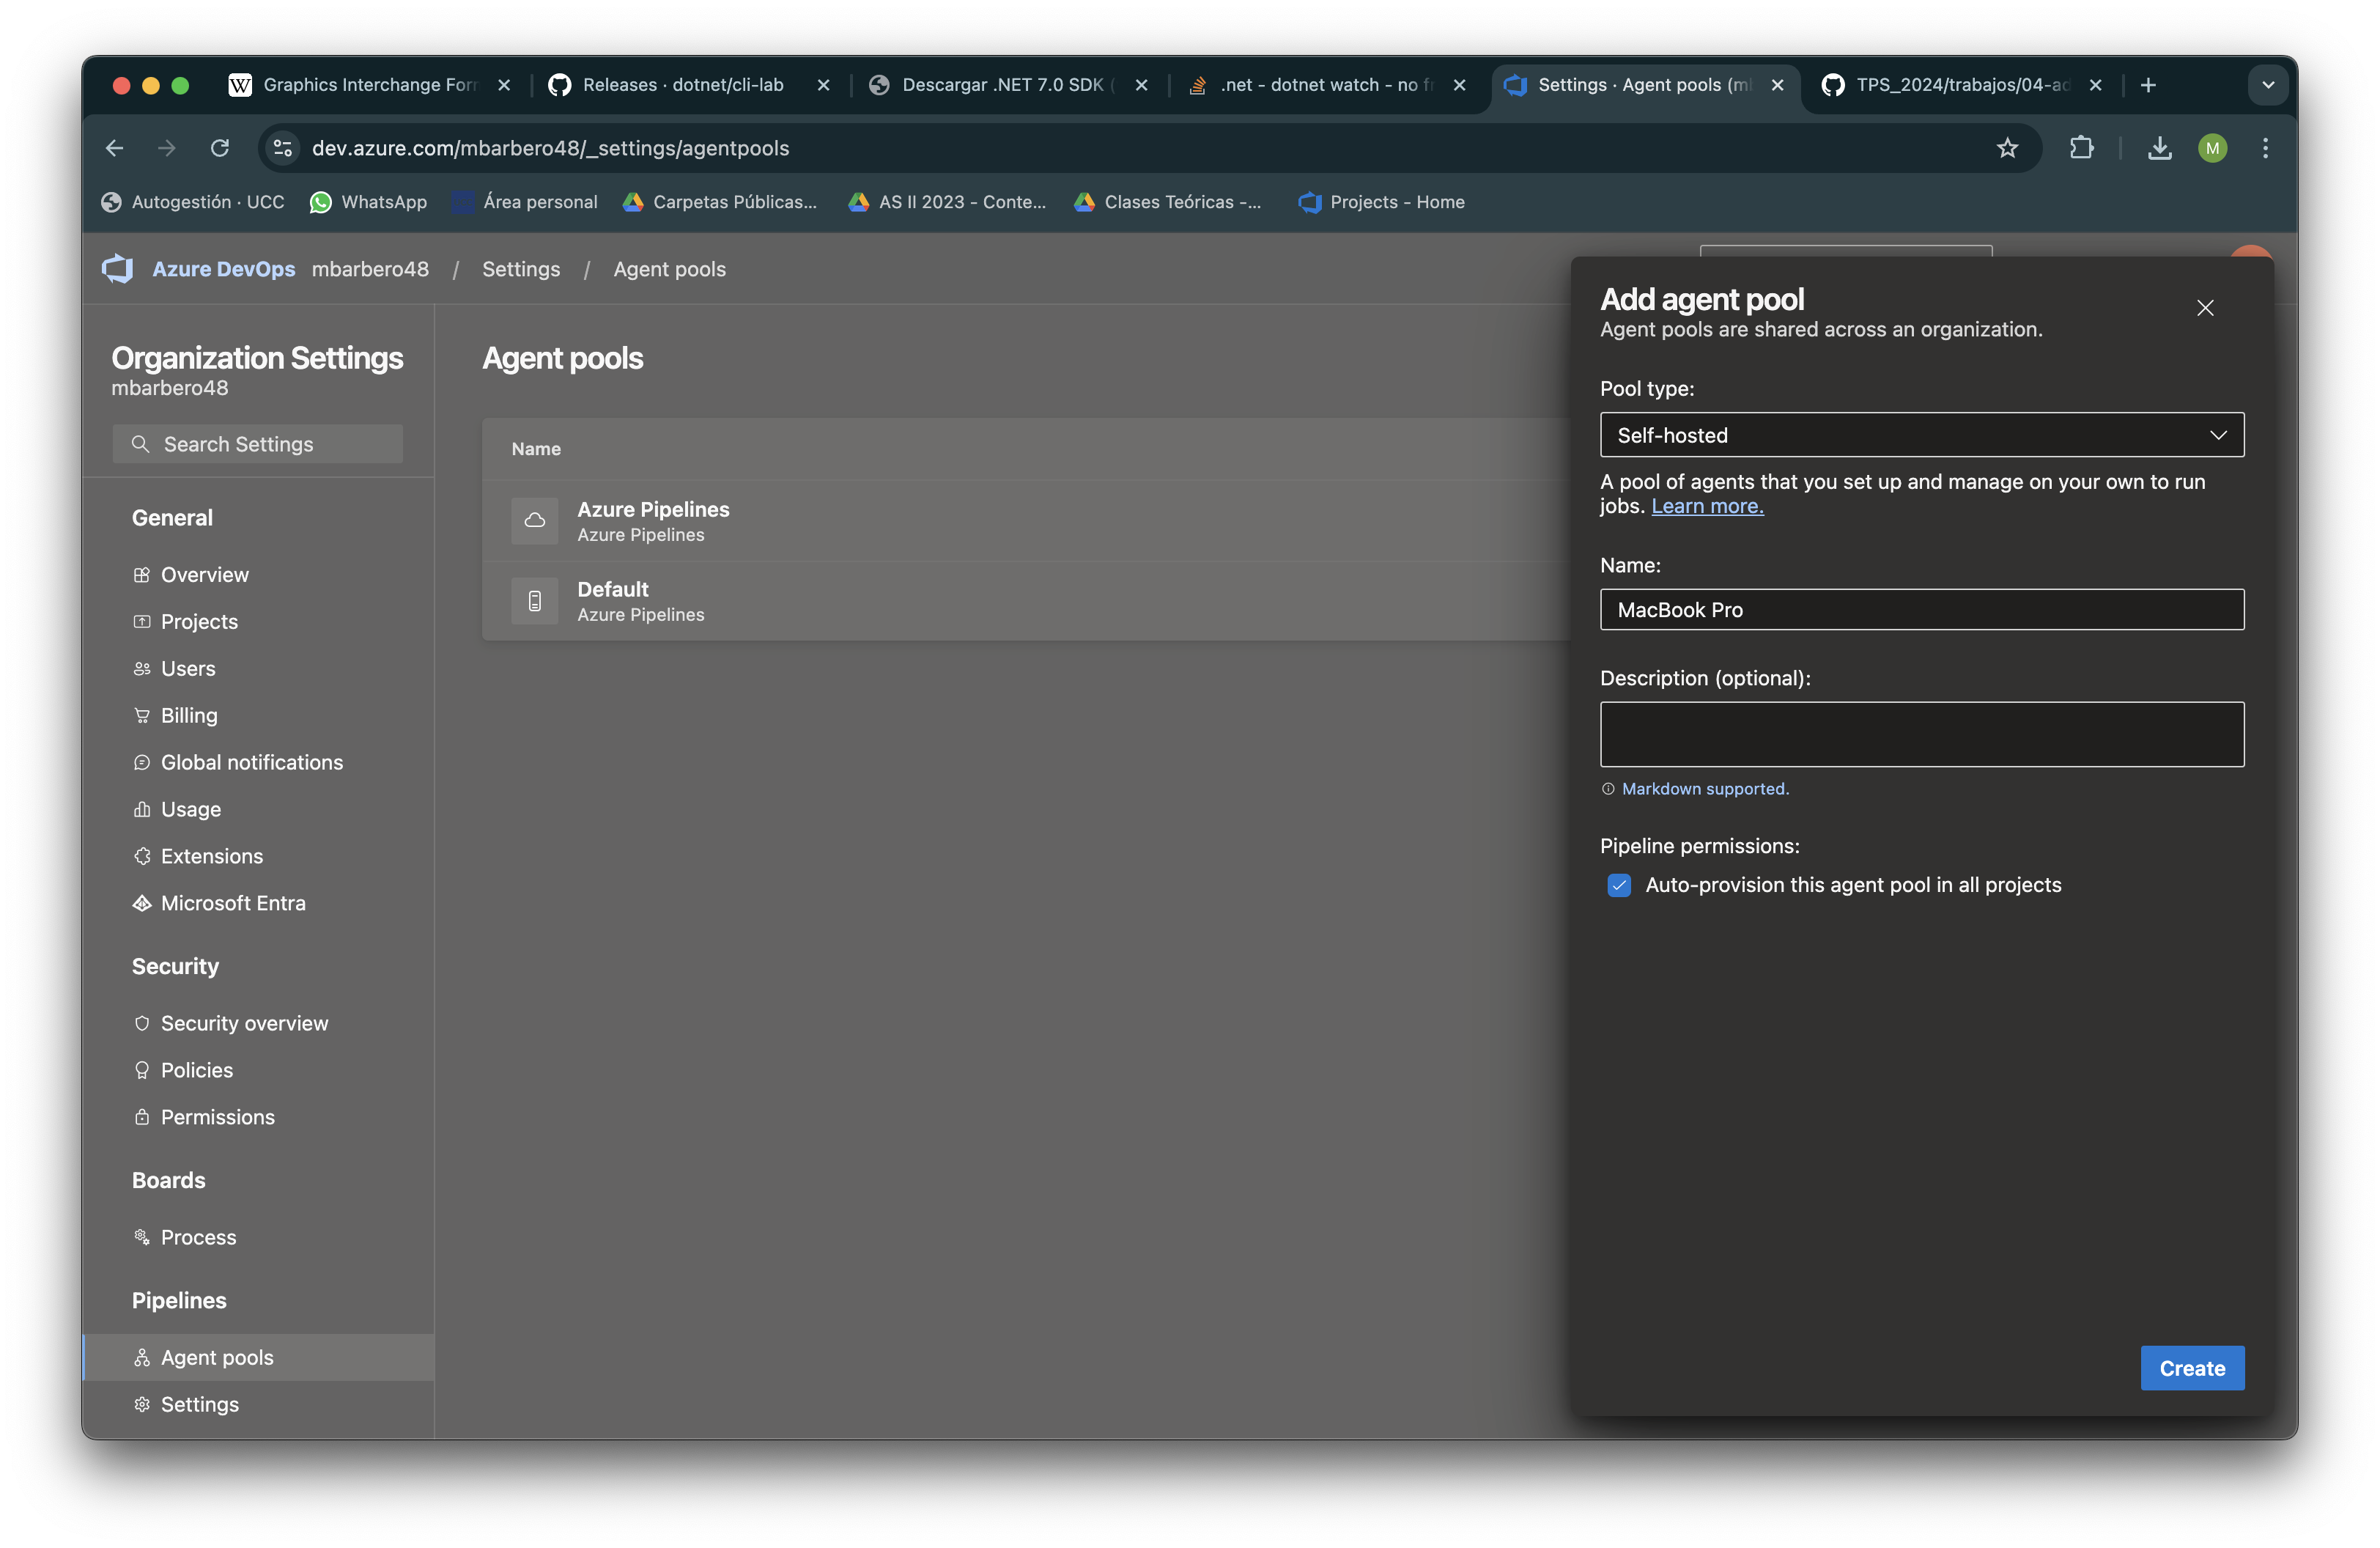 Graphics Interchange For
Releases · dotnet/cli-lab
Descargar .NET 7.0 SDK (
.net - dotnet watch - no fr
Settings · Agent pools (m
TPS_2024/trabajos/04-ad
dev.azure.com/mbarbero48/_settings/agentpools
M
Autogestión · UCC
WhatsApp
Área personal
Carpetas Públicas...
AS II 2023 - Conte...
Clases Teóricas -...
Projects - Home
Azure DevOps mbarbero48 / Settings / Agent pools
Organization Settings
mbarbero48
Search Settings
General
Overview
Projects
Users
Billing
Global notifications
Usage
Extensions
Microsoft Entra
Security
Security overview
Policies
Permissions
Boards
Process
Pipelines
Agent pools
Settings
Agent pools
Name
Azure Pipelines
Azure Pipelines
Default
Azure Pipelines
Add agent pool
Agent pools are shared across an organization.
Pool type:
Self-hosted
A pool of agents that you set up and manage on your own to run
jobs. Learn more.
Name:
MacBook Pro
Description (optional):
Markdown supported.
Pipeline permissions:
Auto-provision this agent pool in all projects
Create